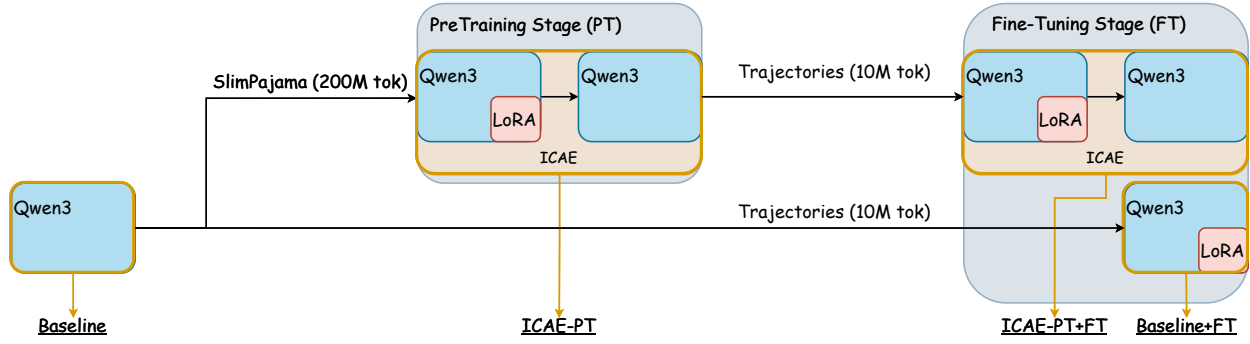 PreTraining Stage (PT)
Fine-Tuning Stage (FT)
SlimPajama (200M tok)
Qwen3
Qwen3
LoRA
ICAE
Trajectories (10M tok)
Qwen3
Qwen3
LoRA
ICAE
Qwen3
Trajectories (10M tok)
Qwen3
LoRA
Baseline
ICAE-PT
ICAE-PT+FT
Baseline+FT